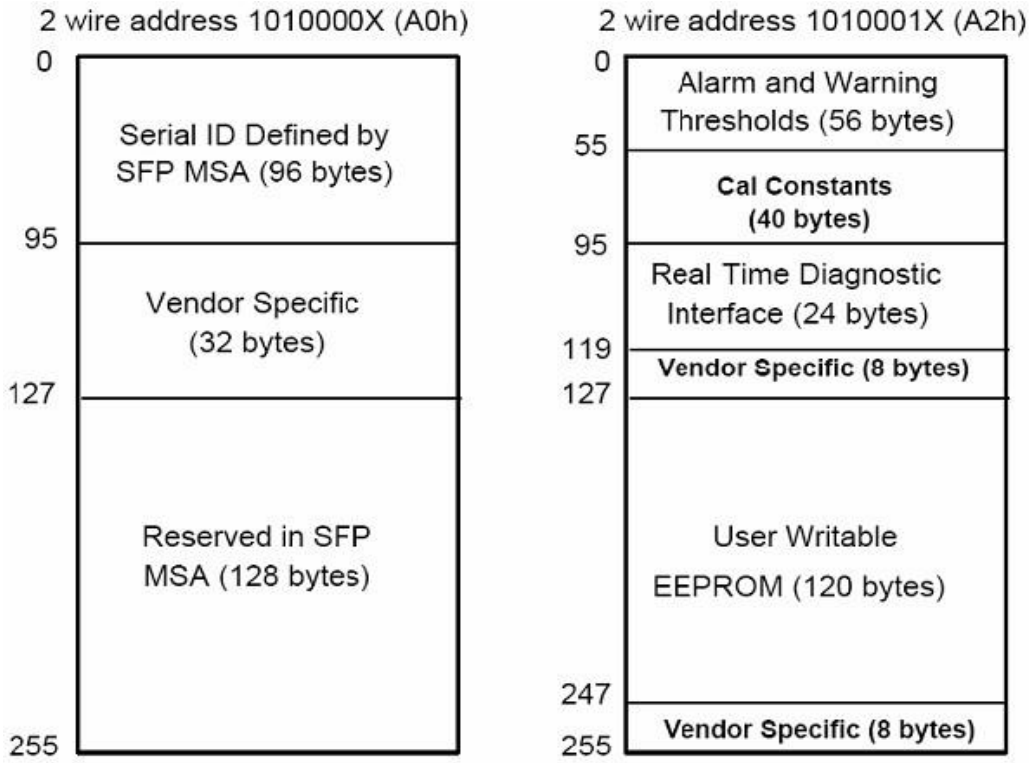 2 wire address 1010000X (A0h)
0
Serial ID Defined by
SFP MSA (96 bytes)
95
Vendor Specific
(32 bytes)
127
Reserved in SFP
MSA (128 bytes)
255
2 wire address 1010001X (A2h)
0
Alarm and Warning
Thresholds (56 bytes)
55
Cal Constants
(40 bytes)
95
Real Time Diagnostic
Interface (24 bytes)
119
Vendor Specific (8 bytes)
127
User Writable
EEPROM (120 bytes)
247
Vendor Specific (8 bytes)
255